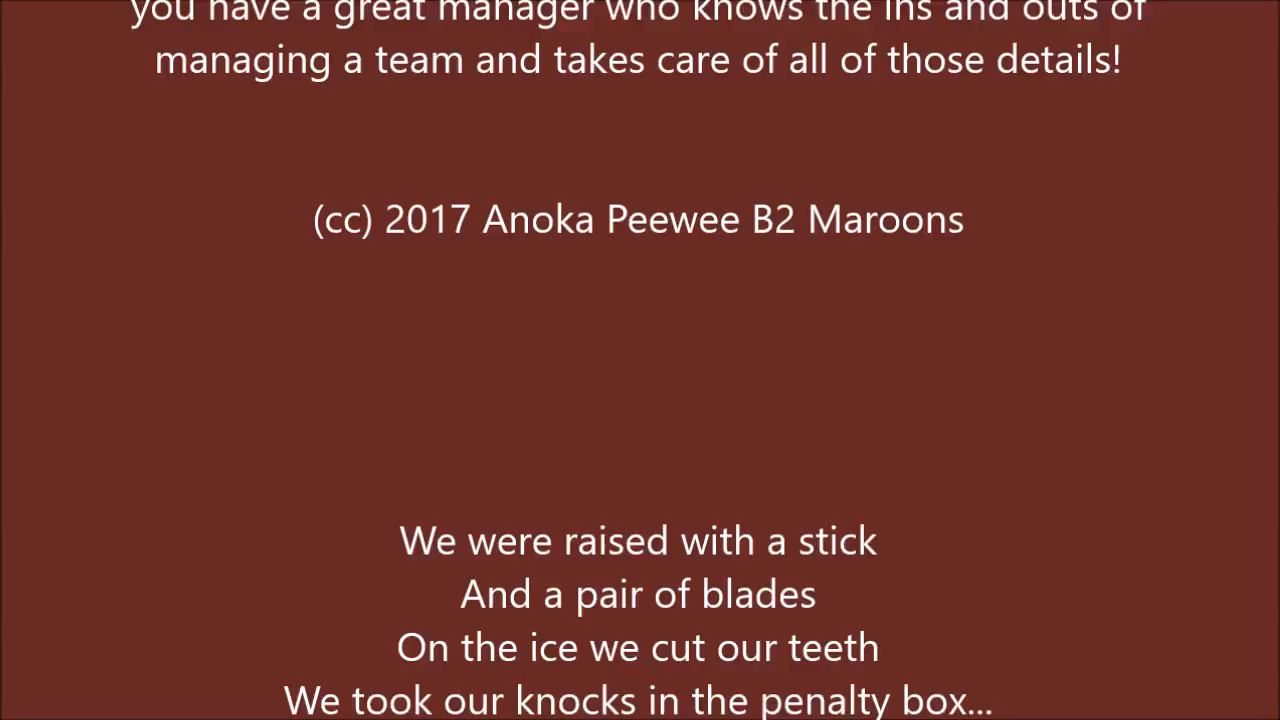 you have a great manager who knows the ins and outs of
managing a team and takes care of all of those details!
(cc) 2017 Anoka Peewee B2 Maroons
We were raised with a stick
And a pair of blades
On the ice we cut our teeth
We took our knocks in the penalty box...